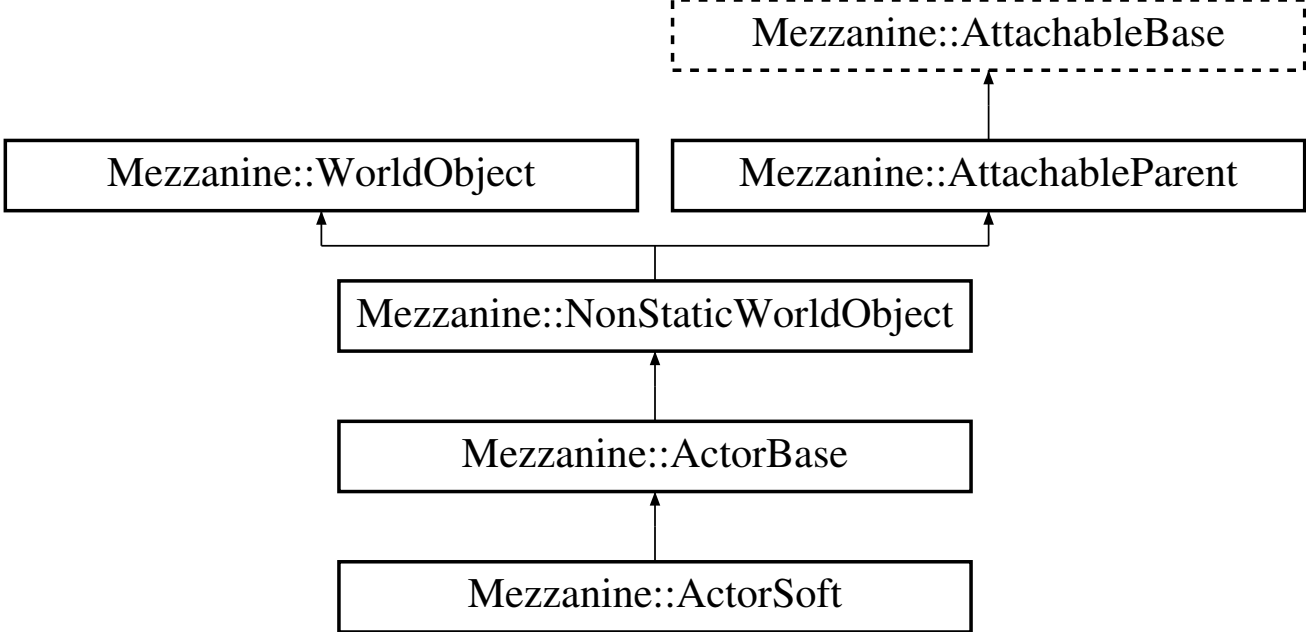 Mezzanine::AttachableBase
Mezzanine::WorldObject
Mezzanine::AttachableParent
Mezzanine::NonStaticWorldObject
Mezzanine::ActorBase
Mezzanine::ActorSoft